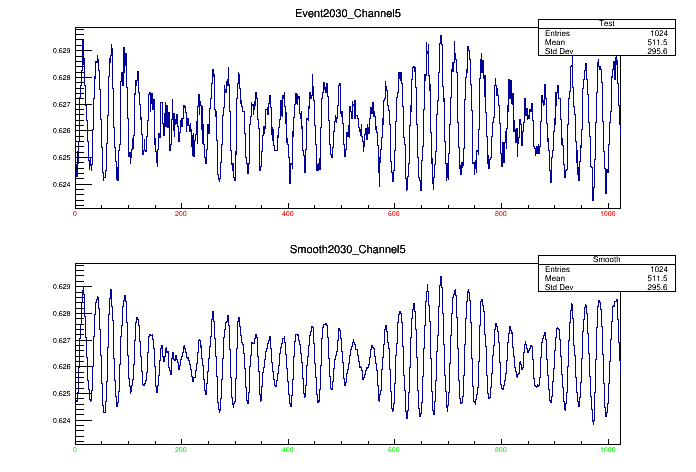 Event2030_Channel5
Test
Entries 1024
Mean 511.5
Std Dev 295.6
0.629
0.628
0.627
0.626
0.625
0.624
0 200 400 600 800 1000
Smooth2030_Channel5
Smooth
Entries 1024
Mean 511.5
Std Dev 295.6
0.629
0.628
0.627
0.626
0.625
0.624
0 200 400 600 800 1000